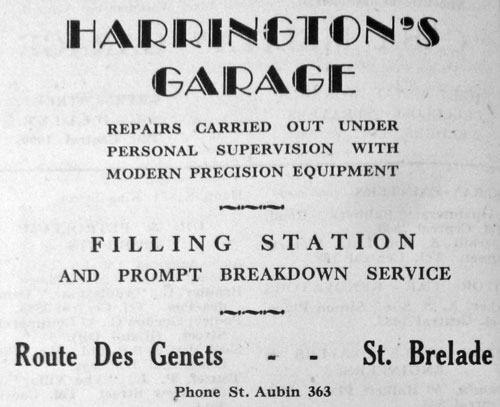 HARRINGTON'S
GARAGE
REPAIRS CARRIED OUT UNDER
PERSONAL SUPERVISION WITH
MODERN PRECISION EQUIPMENT
FILLING STATION
AND PROMPT BREAKDOWN SERVICE
Route Des Genets - - St. Brelade
Phone St. Aubin 363